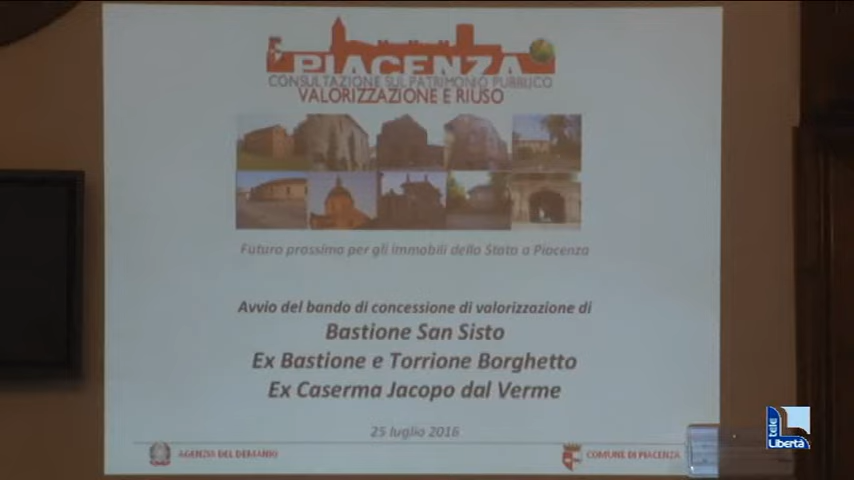 PIACENZA
CONSULTAZIONE SUL PATRIMONIO PUBBLICO
VALORIZZAZIONE E RIUSO
Futuro prossimo per gli immobili dello Stato a Piacenza
Avvio del bando di concessione di valorizzazione di
Bastione San Sisto
Ex Bastione e Torrione Borghetto
Ex Caserma Jacopo dal Verme
25 luglio 2016
AGENZIA DEL DEMANIO
COMUNE DI PIACENZA
tele
Libertà